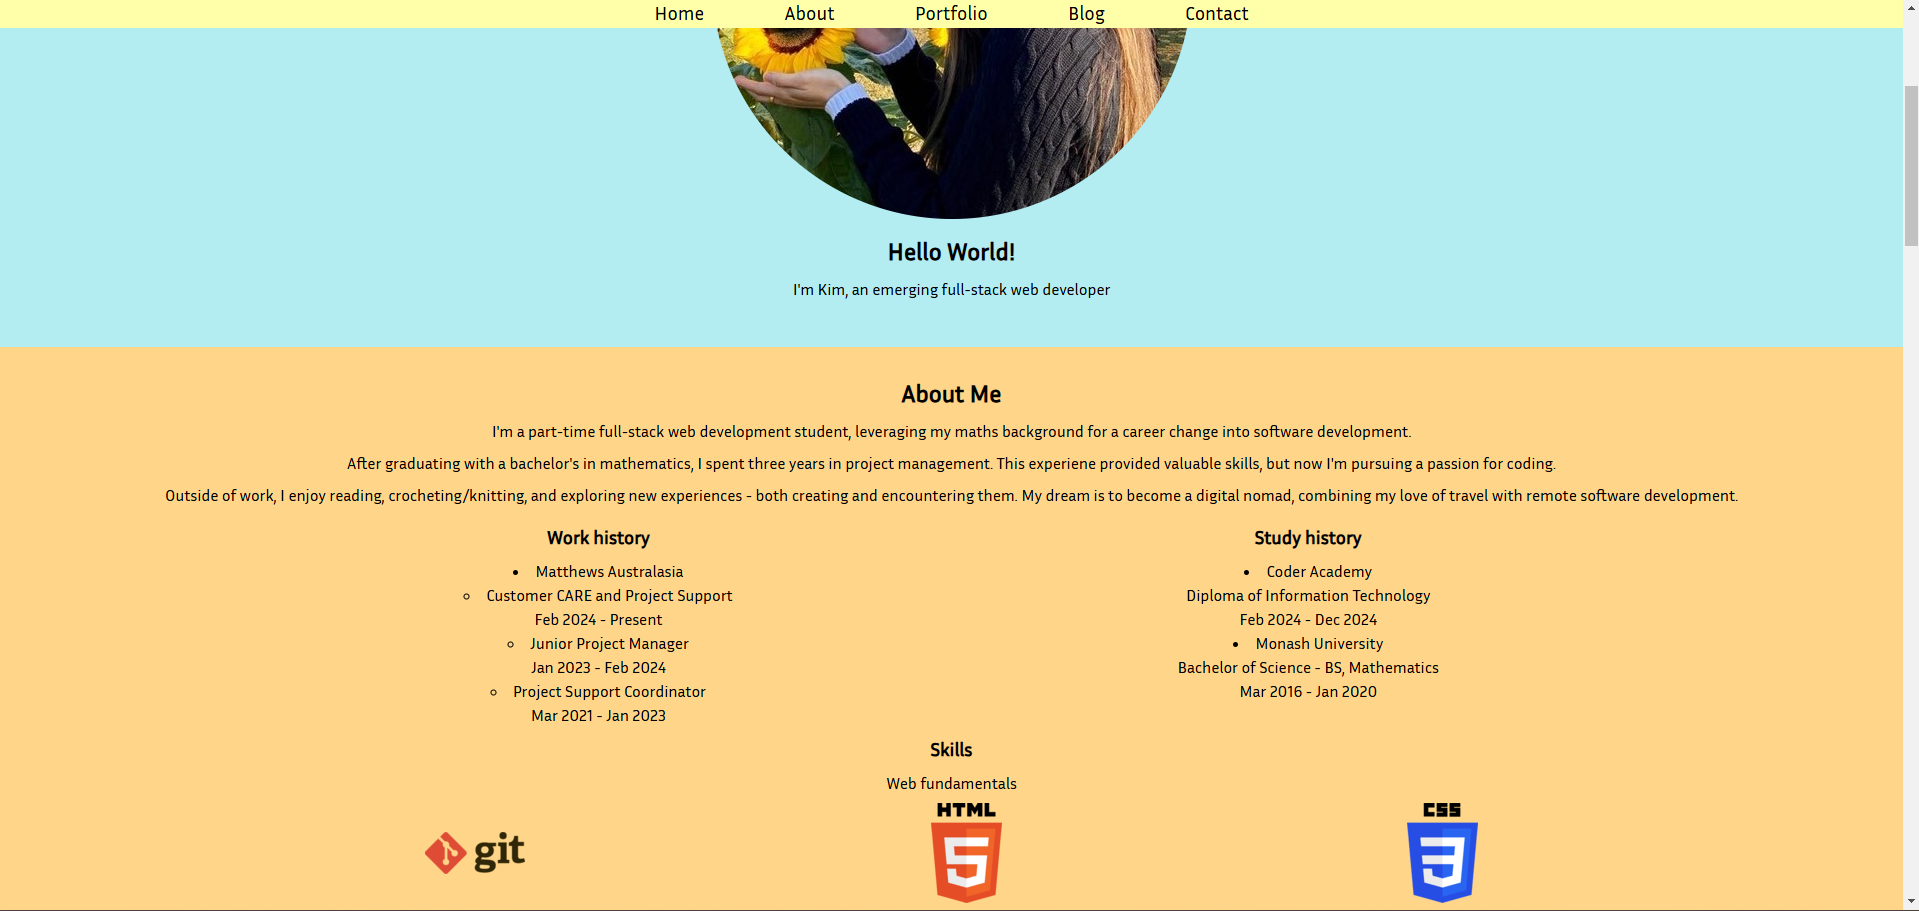 Home About Portfolio Blog Contact
Hello World!
I'm Kim, an emerging full-stack web developer
About Me
I'm a part-time full-stack web development student, leveraging my maths background for a career change into software development.
After graduating with a bachelor's in mathematics, I spent three years in project management. This experiene provided valuable skills, but now I'm pursuing a passion for coding.
Outside of work, I enjoy reading, crocheting/knitting, and exploring new experiences - both creating and encountering them. My dream is to become a digital nomad, combining my love of travel with remote software development.
Work history
Matthews Australasia
Customer CARE and Project Support
Feb 2024 - Present
Junior Project Manager
Jan 2023 - Feb 2024
Project Support Coordinator
Mar 2021 - Jan 2023
Study history
Coder Academy
Diploma of Information Technology
Feb 2024 - Dec 2024
Monash University
Bachelor of Science - BS, Mathematics
Mar 2016 - Jan 2020
Skills
Web fundamentals
git
HTML
5
CSS
3